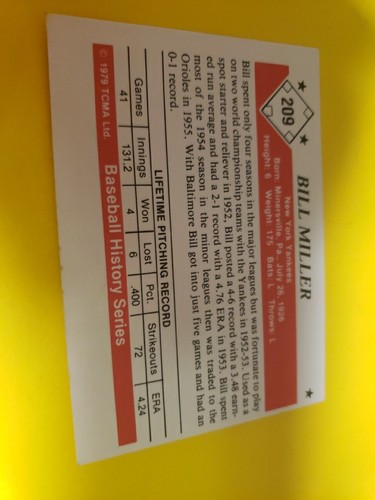 209
BILL MILLER
New York Yankees
Born: Minersville, Pa. July 26, 1926
Height: 6 Weight: 175 Bats: L Throws: L
Bill spent only four seasons in the major leagues but was fortunate to play
on two world championship teams with the Yankees in 1952-53. Used as a
spot starter and reliever in 1952, Bill posted a 4-6 record with a 3.48 earn-
ed run average and had a 2-1 record with a 4.76 ERA in 1953. Bill spent
most of the 1954 season in the minor leagues then was traded to the
Orioles in 1955. With Baltimore Bill got into just five games and had an
0-1 record.
LIFETIME PITCHING RECORD
Games Innings Won Lost Pct. Strikeouts ERA
41 131.2 4 6 .400 72 4.24
© 1979 TCMA Ltd. Baseball History Series